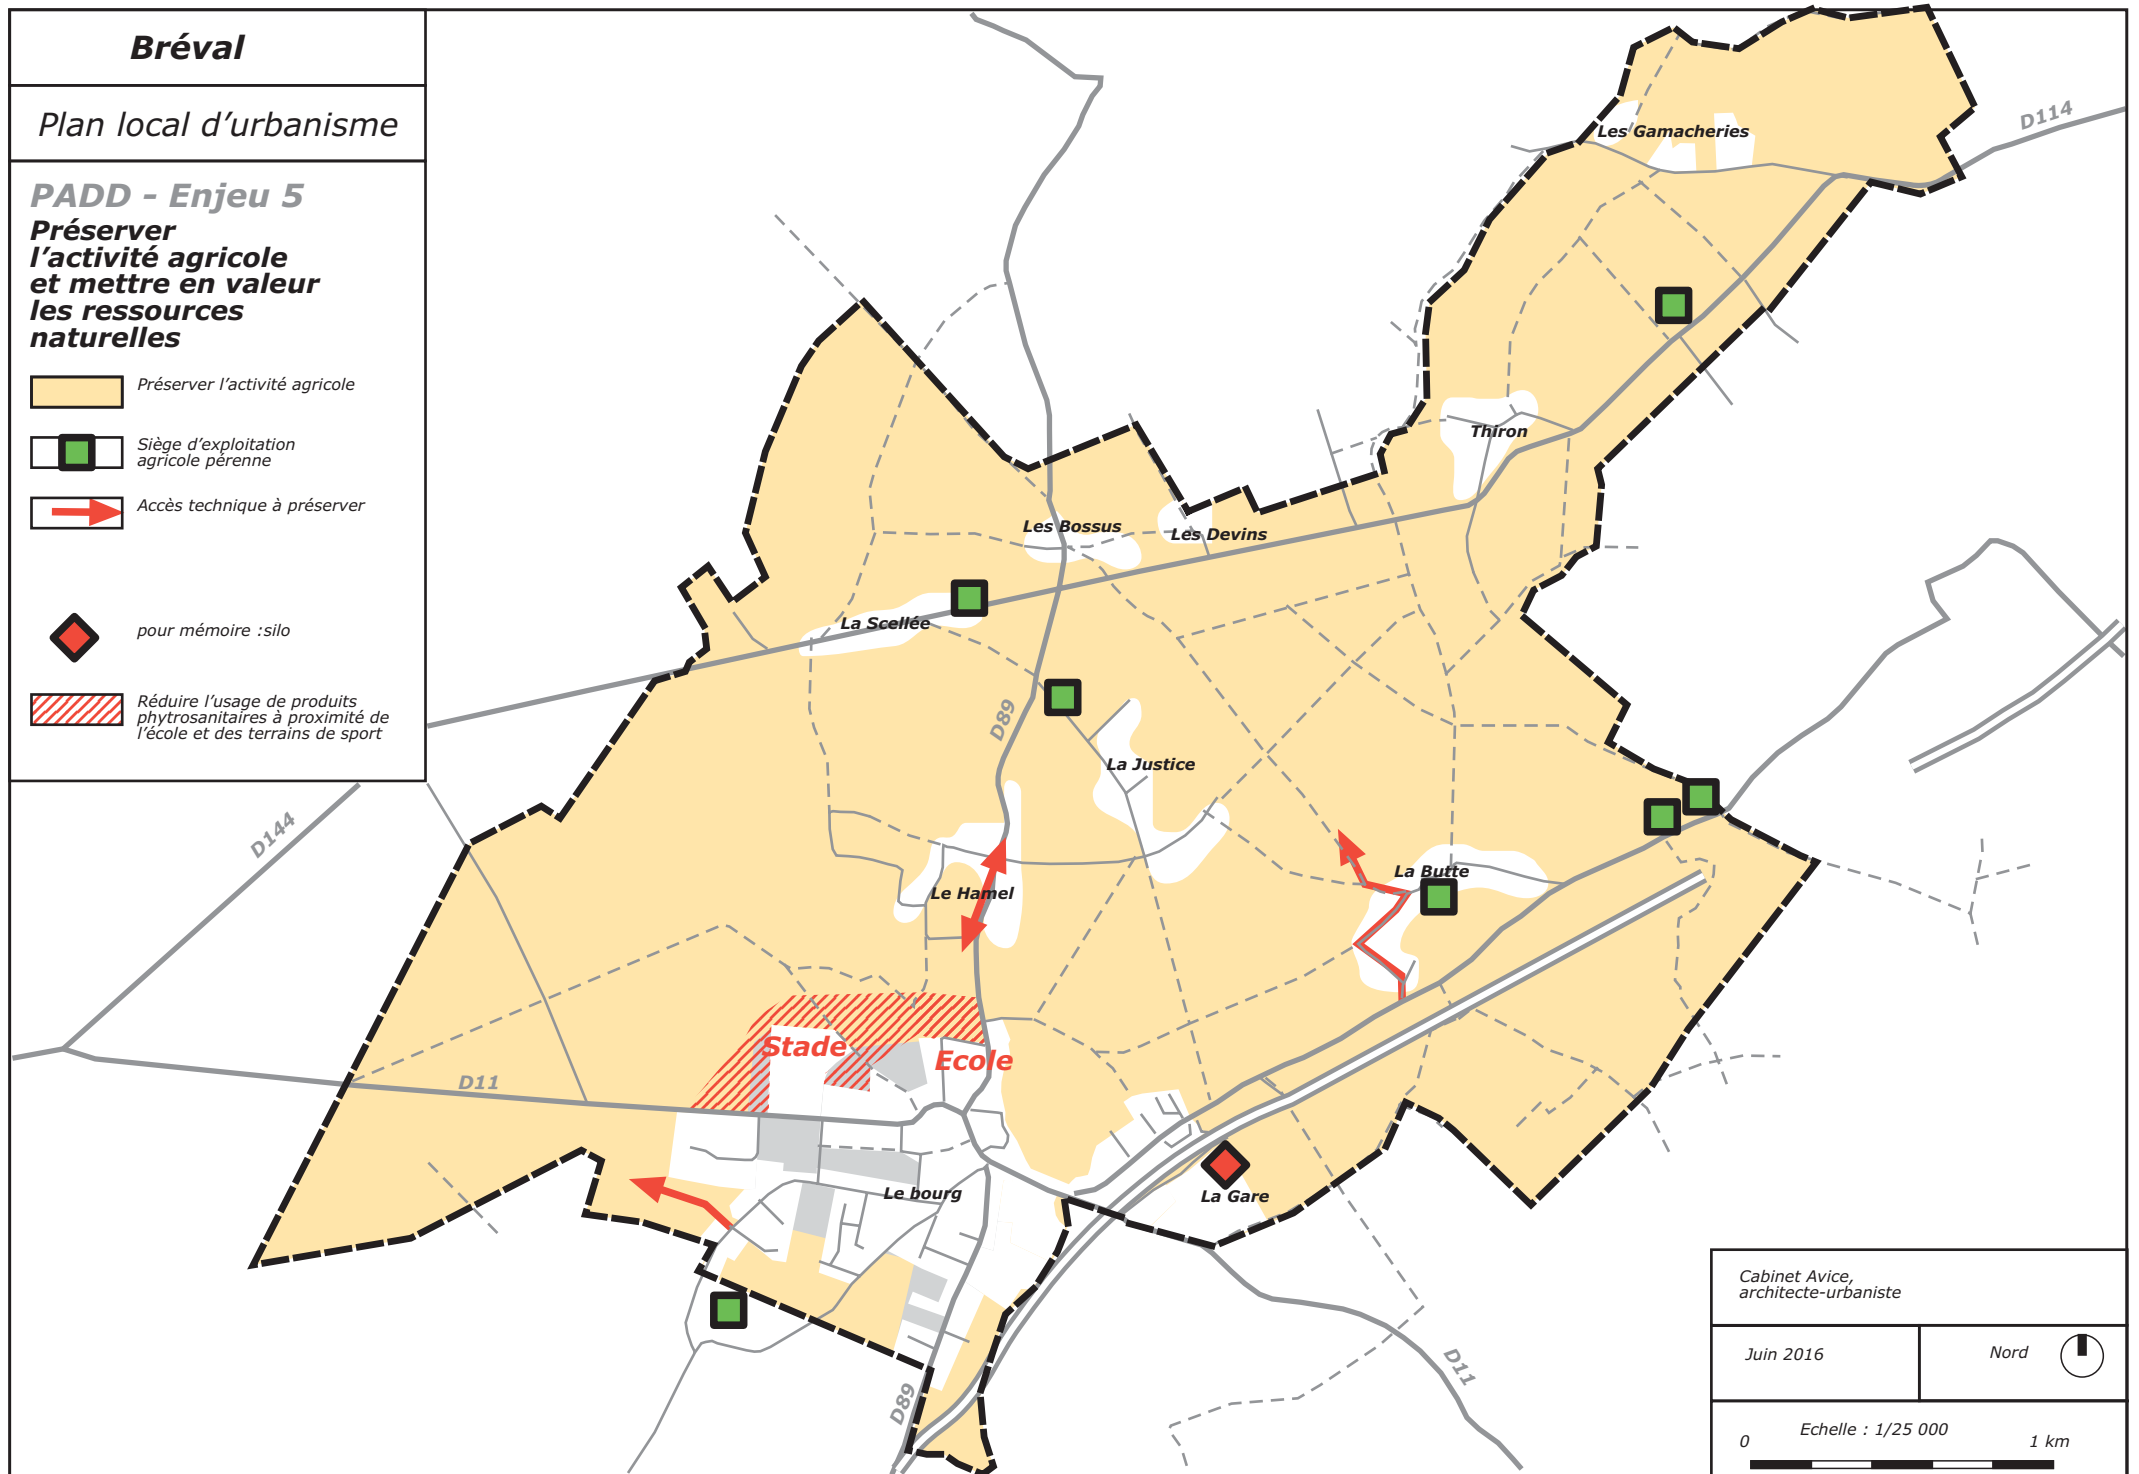 Bréval
Plan local d’urbanisme
PADD – Enjeu 5
Préserver
l’activité agricole
et mettre en valeur
les ressources
naturelles
Préserver l’activité agricole
Siège d’exploitation
agricole pérenne
Accès technique à préserver
pour mémoire :silo
Réduire l’usage de produits
phytrosanitaires à proximité de
l’école et des terrains de sport
Les Gamacheries
D114
Thiron
Les Bossus
Les Devins
La Scellée
D89
La Justice
D144
La Butte
Le Hamel
Stade
Ecole
D11
Le bourg
La Gare
D11
D89
Cabinet Avice,
architecte-urbaniste
Juin 2016
Nord
Echelle : 1/25 000
0
1 km